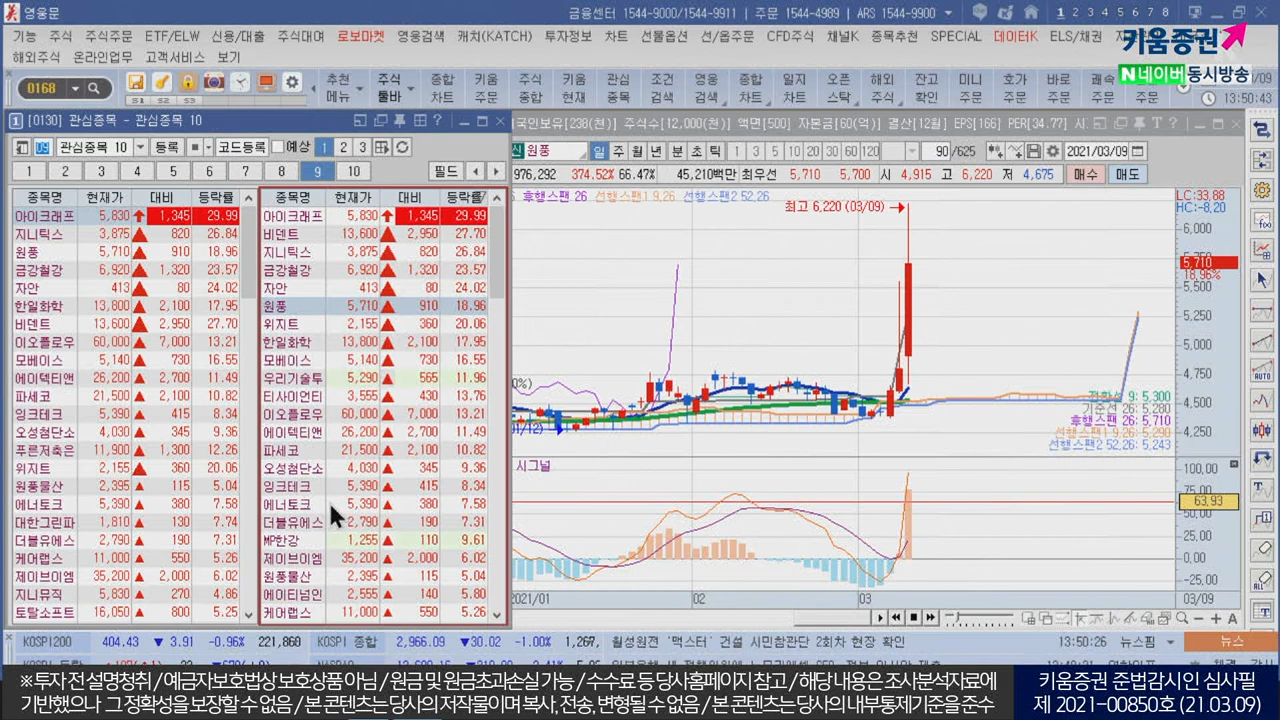 영웅문
금융센터 1544-9000/1544-9911 | 주문 1544-4989 | ARS 1544-9900
1 2 3 4 5 6 7 8
기능 주식 주식주문 ETF/ELW 신용/대출 주식대여 로보마켓 영웅검색 캐치(KATCH) 투자정보 차트 선물옵션 선/옵주문 CFD주식 채널K 종목추천 SPECIAL 데이터K ELS/채권
해외주식 온라인업무 고객서비스 보기
키움증권
N네이버 동시방송
0168
S1 S2 S3
추천 메뉴 주식 툴바 종합 차트 키움 주문 주식 종합 키움 현재 관심 종목 조건 검색 영웅 검색 종합 차트 일지 차트 오픈 스탁 해외 주식 잔고 확인 미니 주문 호가 주문 바로 주문 쾌속 주문
13:50:43
1 [0130] 관심종목 - 관심종목 10
09 관심종목 10 등록 코드등록 예상 1 2 3
1 2 3 4 5 6 7 8 9 10 필드
종목명 현재가 대비 등락률
아이크래프 5,830 1,345 29.99
지니틱스 3,875 820 26.84
원풍 5,710 910 18.96
금강철강 6,920 1,320 23.57
자안 413 80 24.02
한일화학 13,800 2,100 17.95
비덴트 13,600 2,950 27.70
이오플로우 60,000 7,000 13.21
모베이스 5,140 730 16.55
에이텍티앤 26,200 2,700 11.49
파세코 21,500 2,100 10.82
잉크테크 5,390 415 8.34
오성첨단소 4,030 345 9.36
푸른저축은 11,900 1,300 12.26
위지트 2,155 360 20.06
원풍물산 2,395 115 5.04
에너토크 5,390 380 7.58
대한그린파 1,810 130 7.74
더블유에스 2,790 190 7.31
케어랩스 11,000 550 5.26
제이브이엠 35,200 2,000 6.02
지니뮤직 5,830 270 4.86
토탈소프트 16,050 800 5.25
종목명 현재가 대비 등락률
아이크래프 5,830 1,345 29.99
비덴트 13,600 2,950 27.70
지니틱스 3,875 820 26.84
금강철강 6,920 1,320 23.57
자안 413 80 24.02
원풍 5,710 910 18.96
위지트 2,155 360 20.06
한일화학 13,800 2,100 17.95
모베이스 5,140 730 16.55
우리기술투 5,290 565 11.96
티사이언티 3,555 430 13.76
이오플로우 60,000 7,000 13.21
에이텍티앤 26,200 2,700 11.49
파세코 21,500 2,100 10.82
오성첨단소 4,030 345 9.36
잉크테크 5,390 415 8.34
에너토크 5,390 380 7.58
더블유에스 2,790 190 7.31
MP한강 1,255 110 9.61
제이브이엠 35,200 2,000 6.02
원풍물산 2,395 115 5.04
에이티넘인 2,555 140 5.80
케어랩스 11,000 550 5.26
국인보유[238(천)] 주식수[12,000(천)] 액면[500] 자본금[60(억)] 결산[12월] EPS[166] PER[34.77]
신 원풍 일 주 월 년 분 초 틱 1 3 5 10 20 30 60 120 90 /625 2021/03/09
976,292 374.52% 66.47% 45,210백만 최우선 5,710 5,700 시 4,915 고 6,220 저 4,675 매수 매도
후행스팬 26 선행스팬1 9,26 선행스팬2 52,26
최고 6,220 (03/09)
LC:33,88
HC:-8,20
6,000
5,710
18,96%
5,500
5,000
4,750
4,500
4,250
전환선 9: 5,300
기준선 26: 5,280
후행스팬 26: 5,710
선행스팬1 9,26: 5,290
선행스팬2 52,26: 5,243
시그널
100,00
75,00
63,93
50,00
25,00
0,00
-25,00
2021/01 02 03 03/09
KOSPI200 404.43 ▼ 3.91 -0.96% 221,860 KOSPI 종합 2,966.09 ▼30.02 -1.00% 1,267, 월성원전 '맥스터' 건설 시민참관단 2회차 현장 확인 13:50:26 뉴스핌 뉴스
※투자 전 설명청취 / 예금자보호법상 보호상품 아님 / 원금 및 원금초과손실 가능 / 수수료 등 당사홈페이지 참고 / 해당 내용은 조사분석자료에
기반했으나 그 정확성을 보장할 수 없음 / 본 콘텐츠는 당사의 저작물이며 복사, 전송, 변형될 수 없음 / 본 콘텐츠는 당사의 내부통제기준을 준수
키움증권 준법감시인 심사필
제 2021-00850호 (21.03.09)